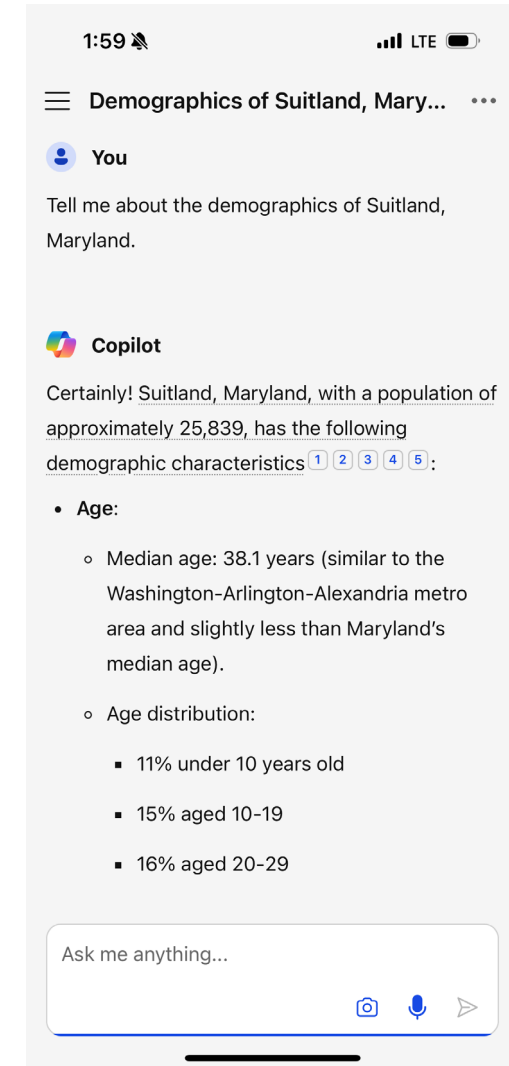 1:59
LTE
Demographics of Suitland, Mary...
You
Tell me about the demographics of Suitland,
Maryland.
Copilot
Certainly! Suitland, Maryland, with a population of
approximately 25,839, has the following
demographic characteristics 1 2 3 4 5 :
• Age:
◦ Median age: 38.1 years (similar to the
Washington-Arlington-Alexandria metro
area and slightly less than Maryland’s
median age).
◦ Age distribution:
▪ 11% under 10 years old
▪ 15% aged 10-19
▪ 16% aged 20-29
Ask me anything...